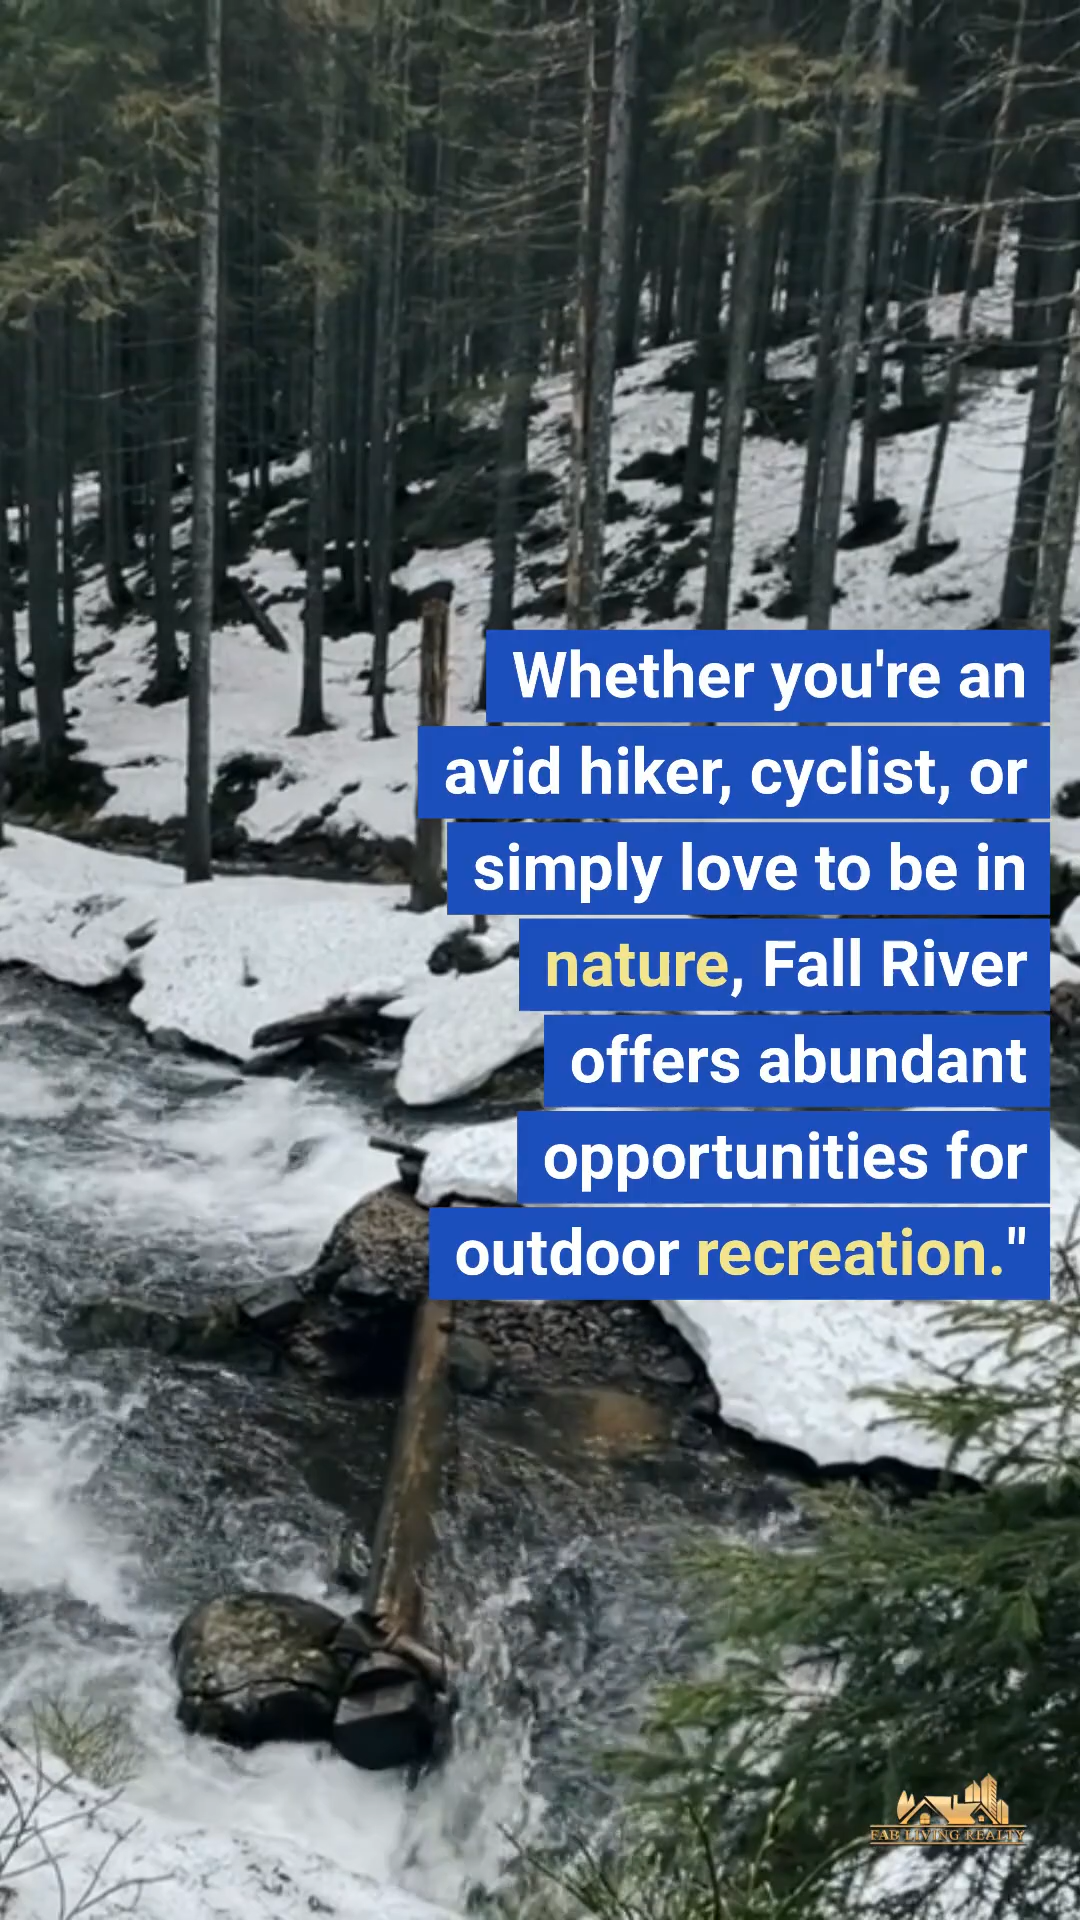 Whether you're an
avid hiker, cyclist, or
simply love to be in
nature, Fall River
offers abundant
opportunities for
outdoor recreation."
FAB LIVING REALTY